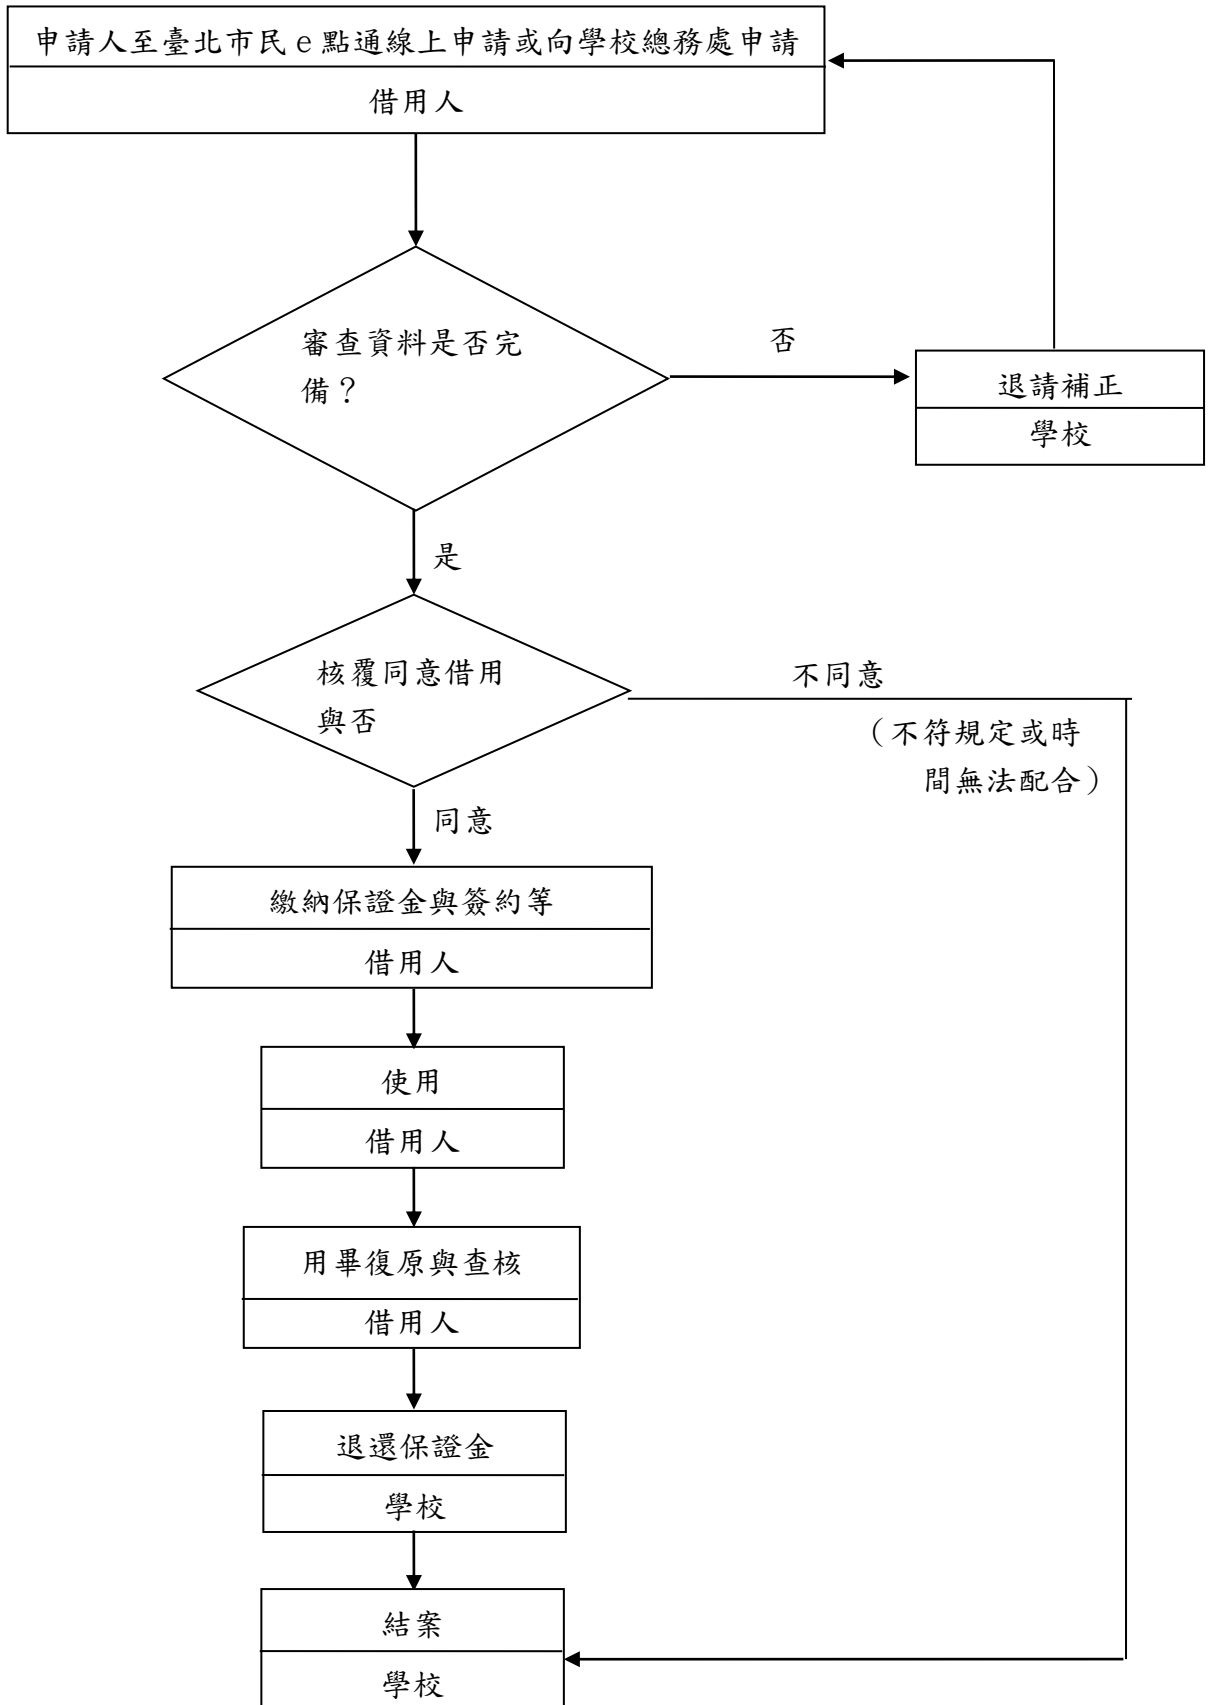 申請人至臺北市民e點通線上申請或向學校總務處申請
借用人
審查資料是否完
備？
否
退請補正
學校
是
核覆同意借用
與否
不同意
（不符規定或時
間無法配合）
同意
繳納保證金與簽約等
借用人
使用
借用人
用畢復原與查核
借用人
退還保證金
學校
結案
學校